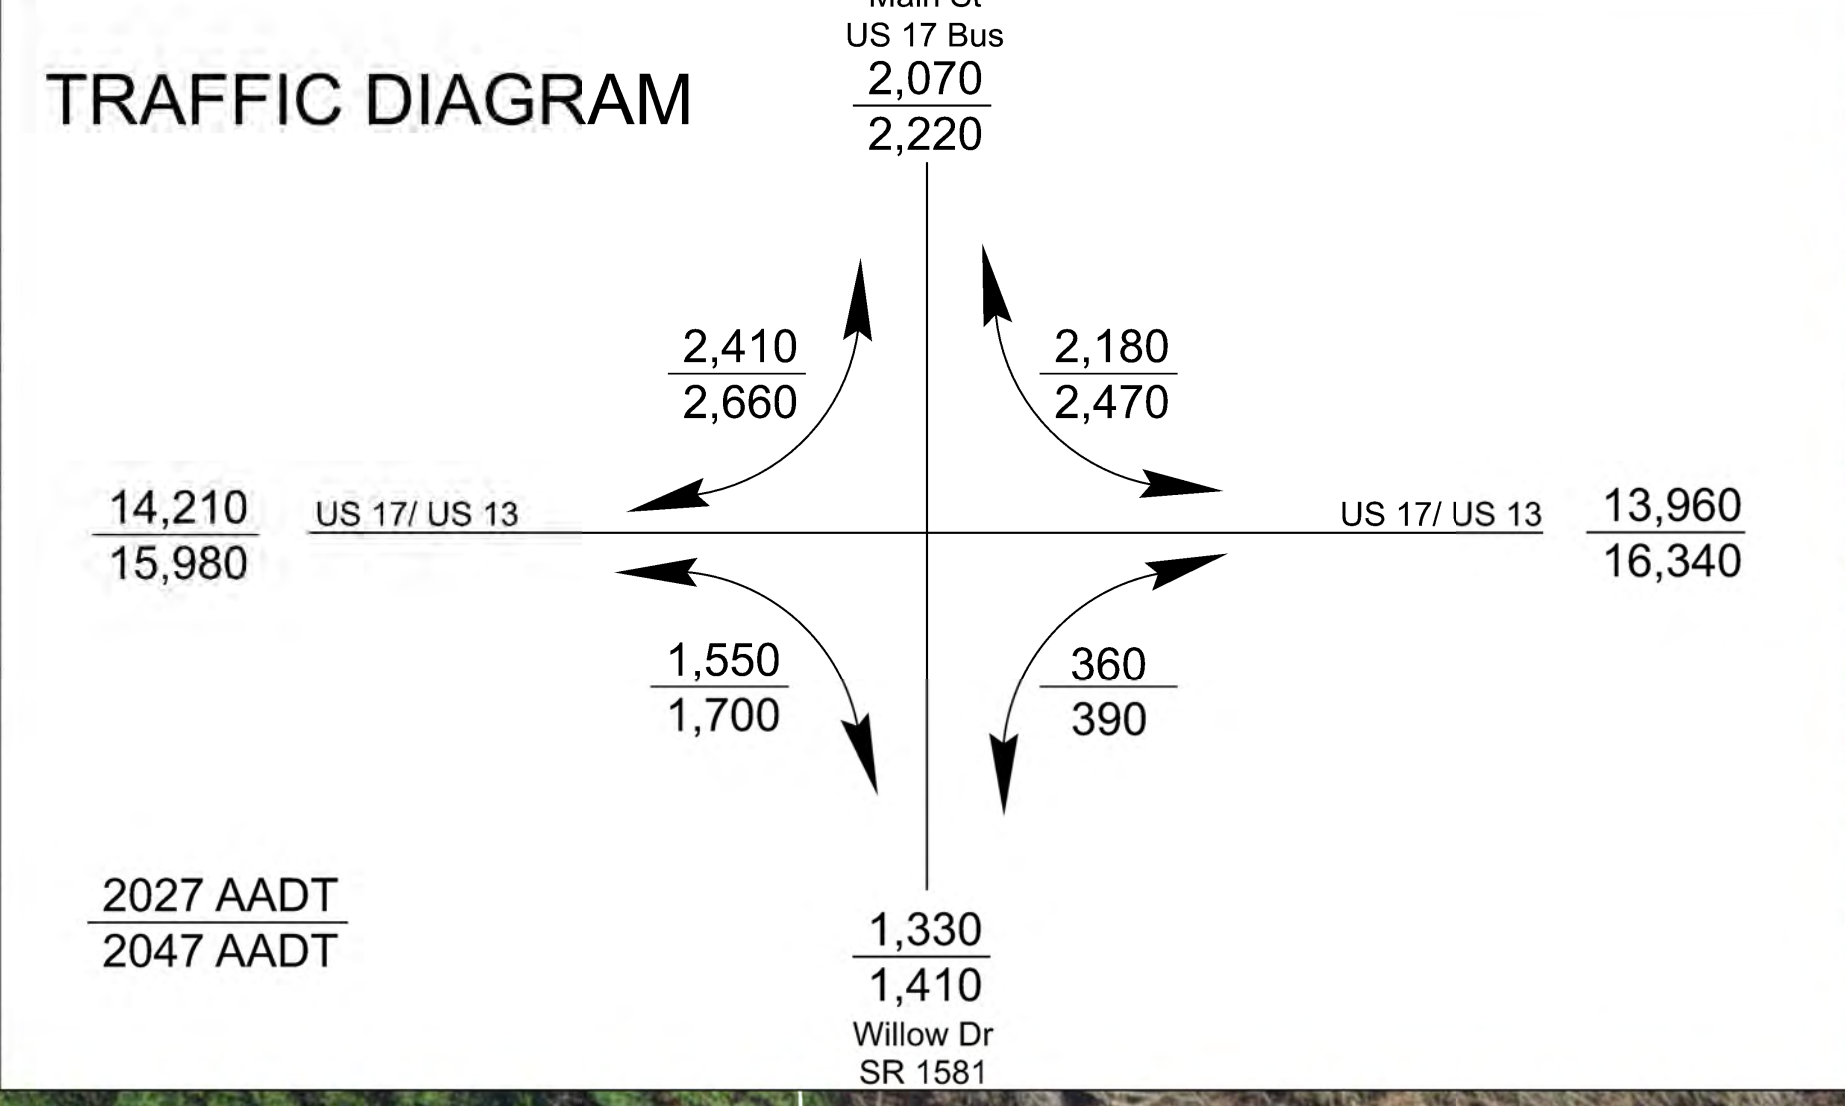 Main St
US 17 Bus
2,070
2,220
TRAFFIC DIAGRAM
2,410
2,660
2,180
2,470
14,210
15,980
US 17/ US 13
US 17/ US 13
13,960
16,340
1,550
1,700
360
390
2027 AADT
2047 AADT
1,330
1,410
Willow Dr
SR 1581